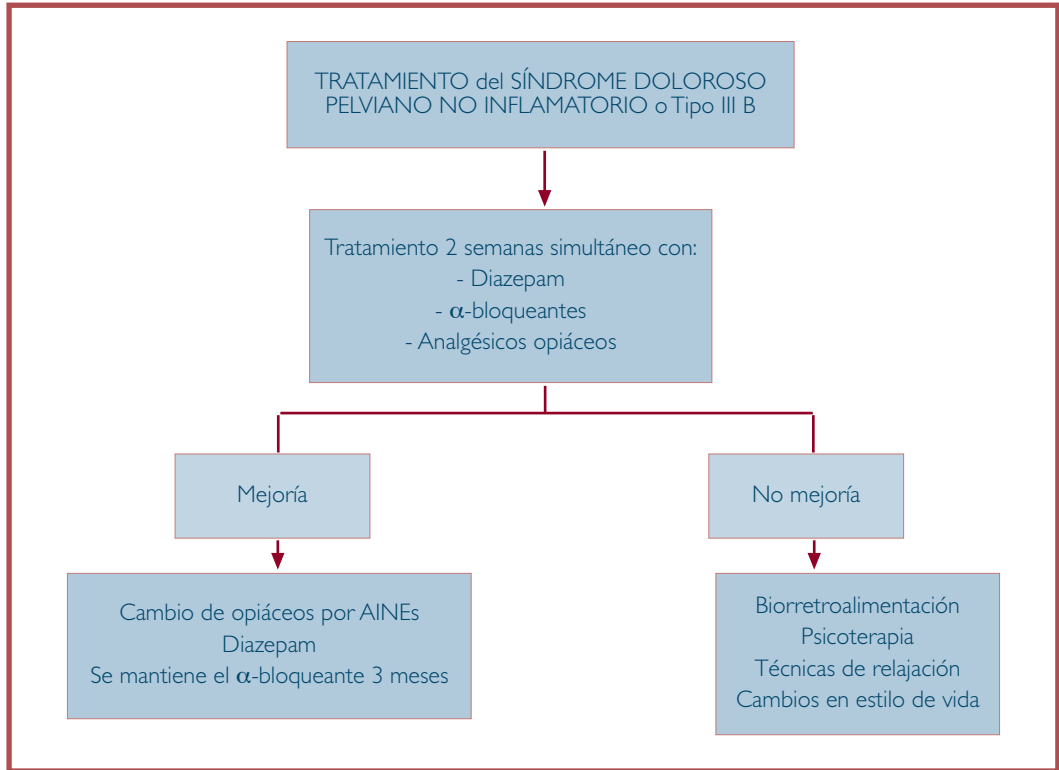 TRATAMIENTO del SÍNDROME DOLOROSO
PELVIANO NO INFLAMATORIO o Tipo III B
Tratamiento 2 semanas simultáneo con:
- Diazepam
- α-bloqueantes
- Analgésicos opiáceos
Mejoría
No mejoría
Cambio de opiáceos por AINEs
Diazepam
Se mantiene el α-bloqueante 3 meses
Biorretroalimentación
Psicoterapia
Técnicas de relajación
Cambios en estilo de vida